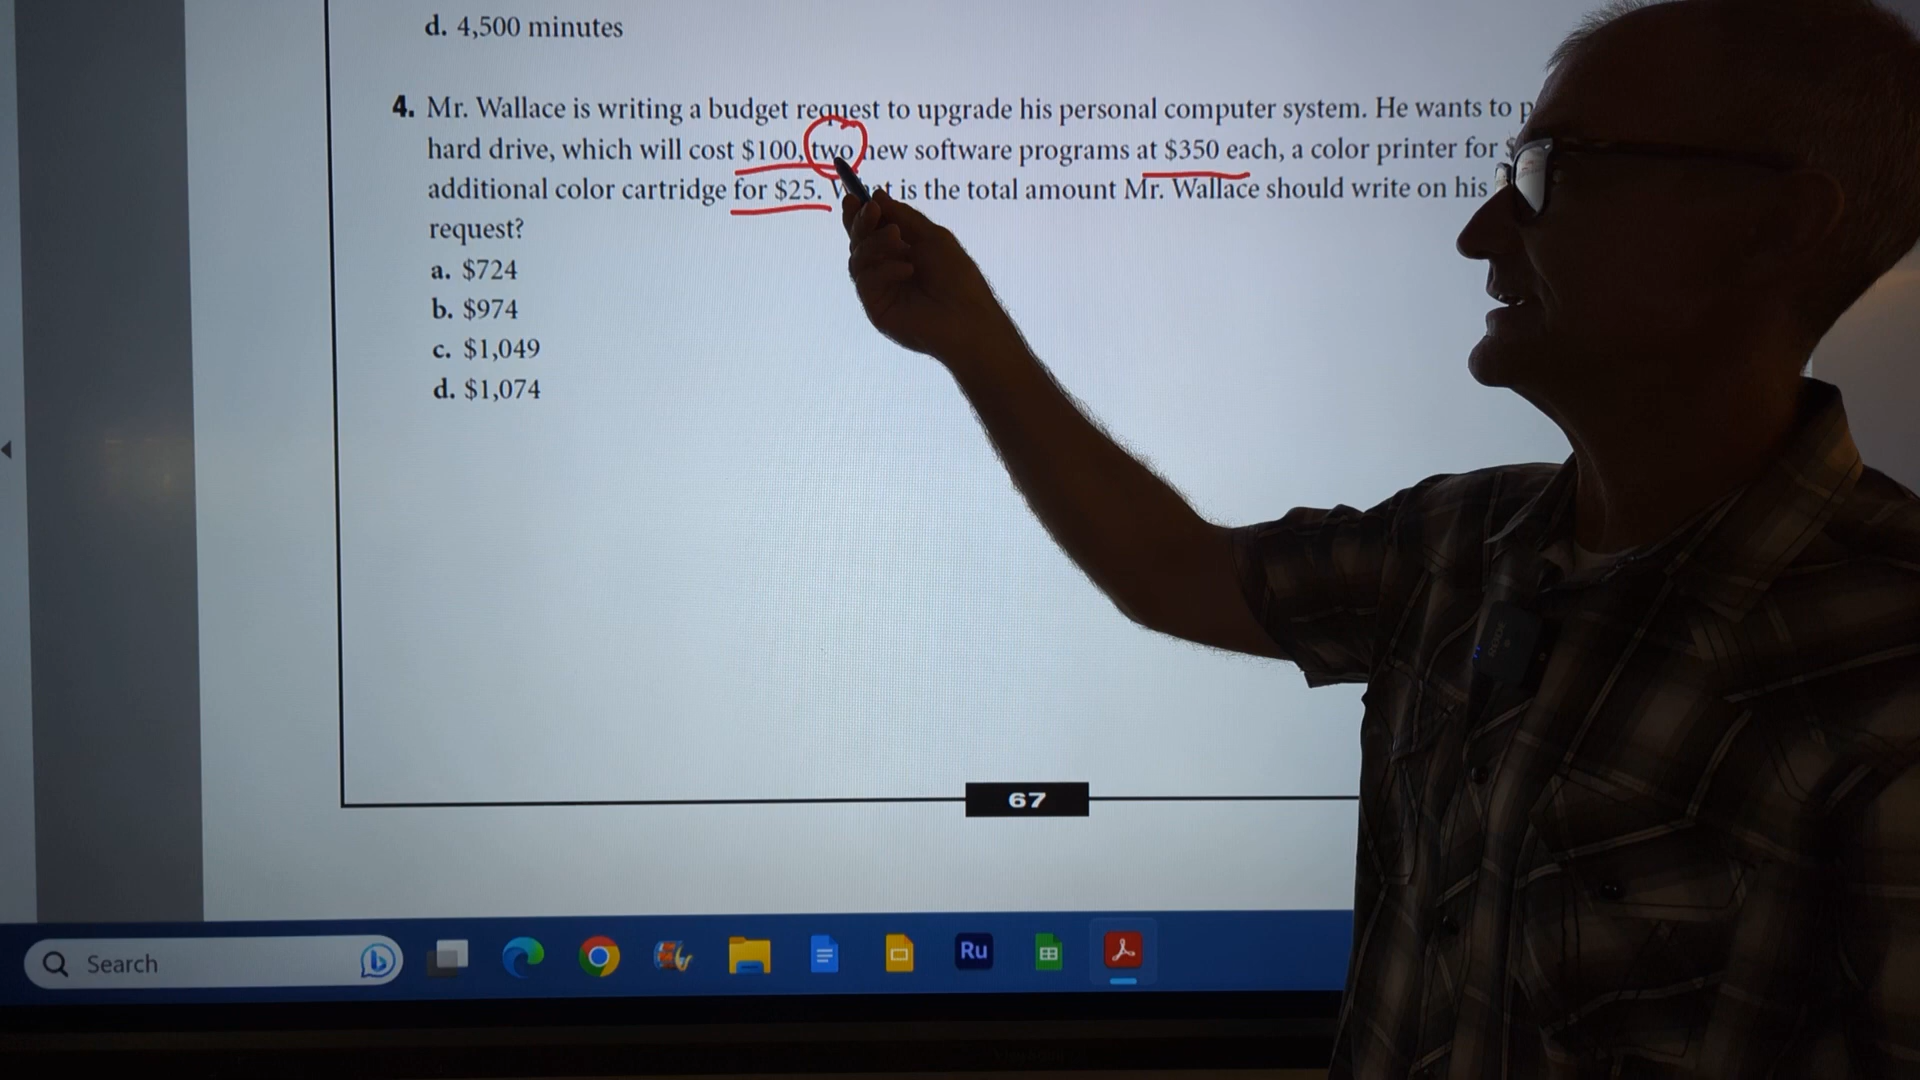 d. 4,500 minutes
4. Mr. Wallace is writing a budget request to upgrade his personal computer system. He wants to
hard drive, which will cost $100, two new software programs at $350 each, a color printer for
additional color cartridge for $25. is the total amount Mr. Wallace should write on his
request?
a. $724
b. $974
c. $1,049
d. $1,074
67
Search
Ru